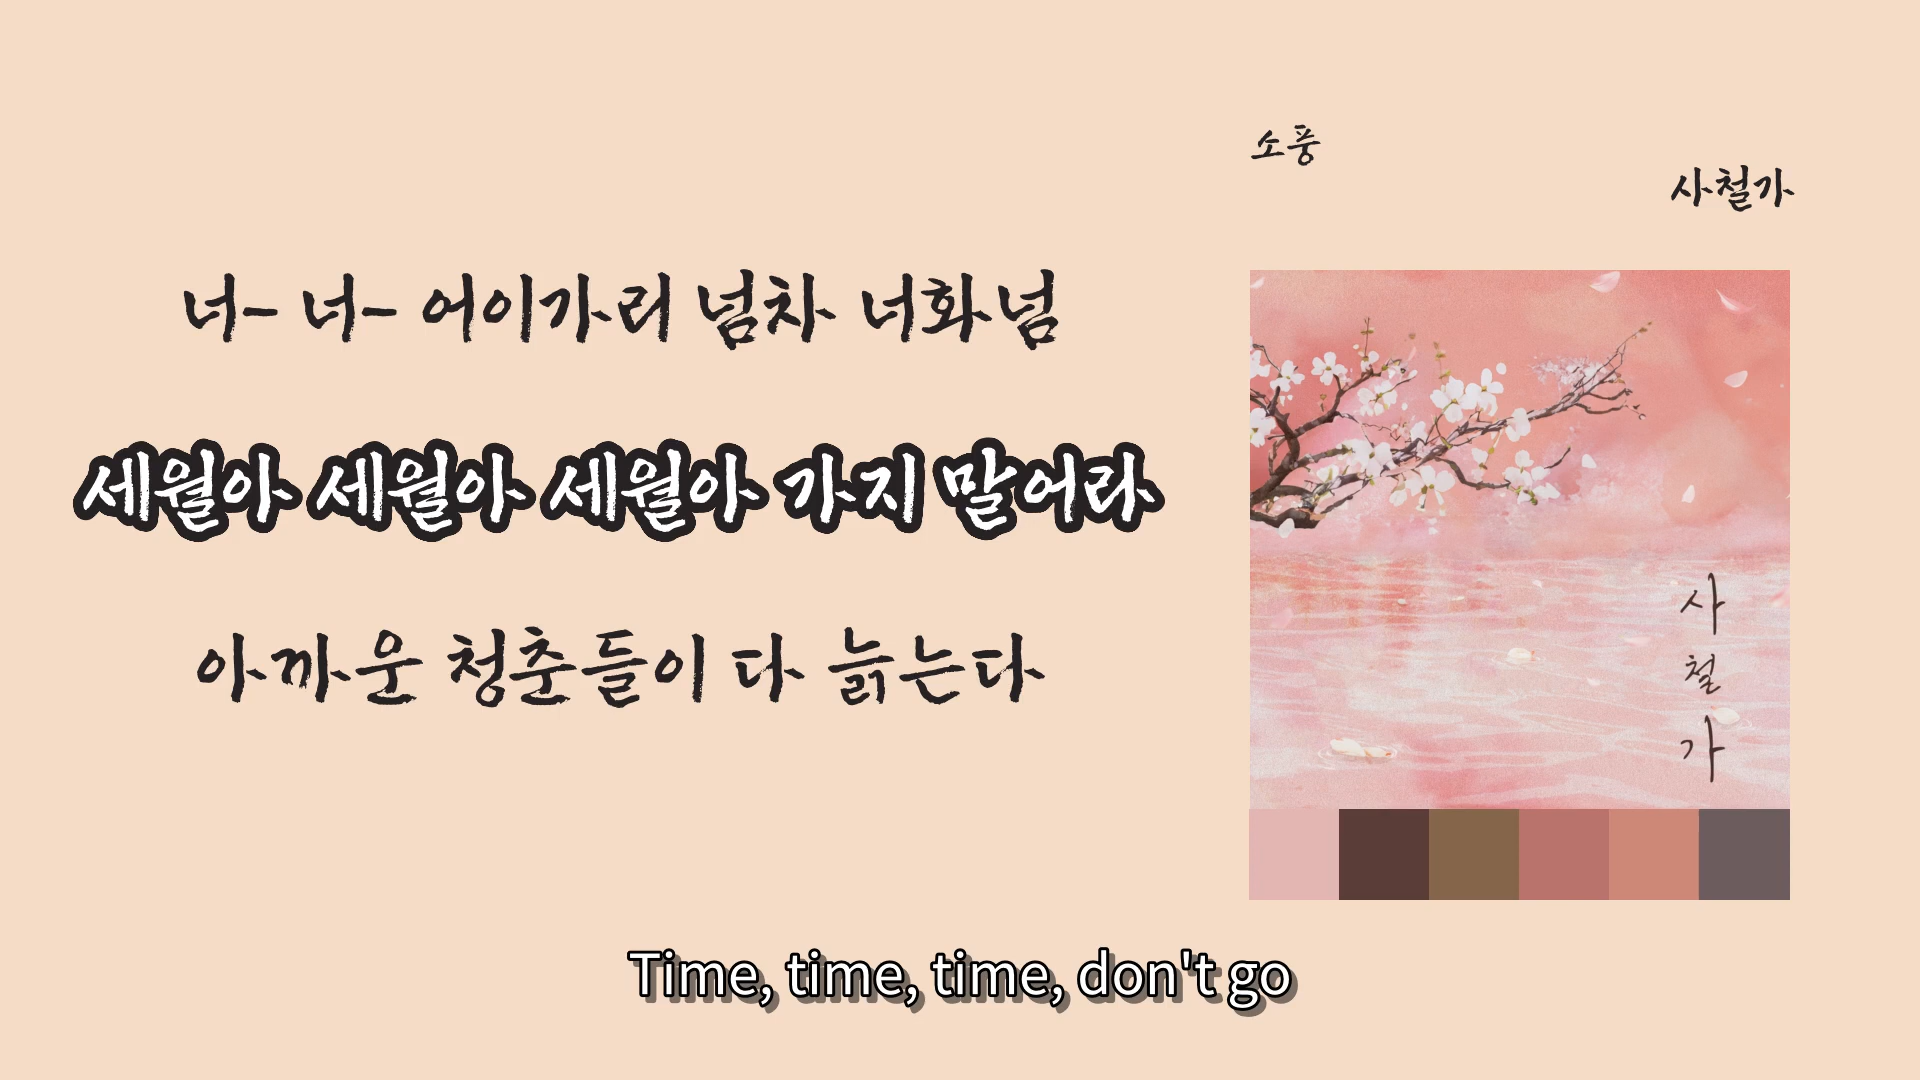 소풍
사철가
너- 너- 어이가리 넘차 너화넘
세월아 세월아 세월아 가지 말어라
아까운 청춘들이 다 늙는다
사
철
가
Time, time, time, don't go